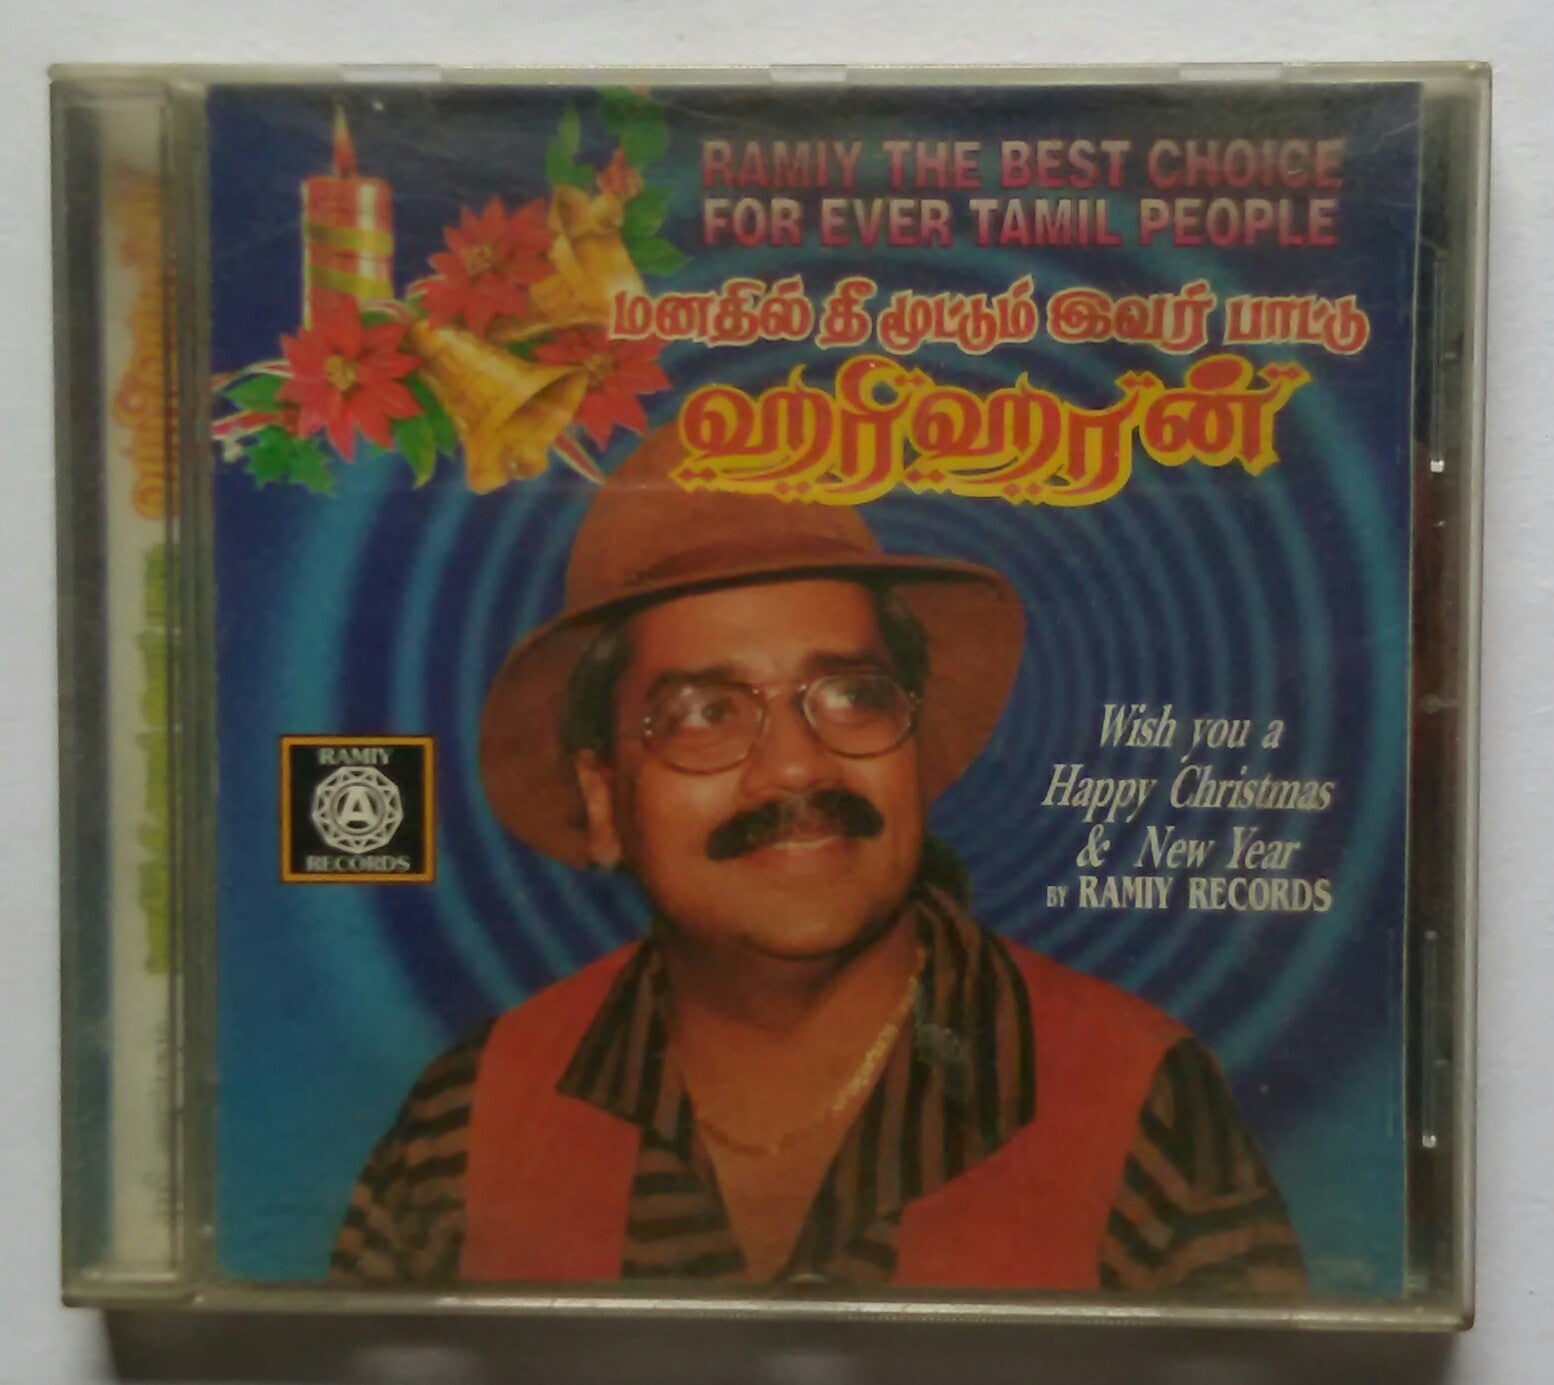 RAMIY THE BEST CHOICE
FOR EVER TAMIL PEOPLE
மனதில் தீ மூட்டும் இவர் பாட்டு
ஹரிஹரன்
Wish you a
Happy Christmas
& New Year
BY RAMIY RECORDS
RAMIY
A
RECORDS